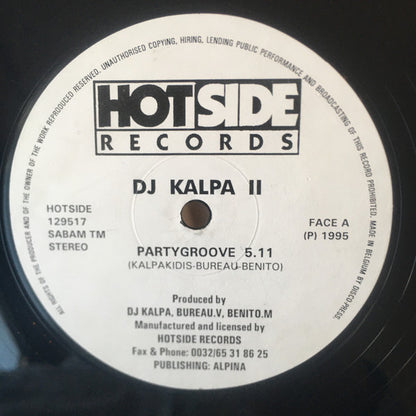 ALL RIGHTS OF THE PRODUCER AND OF THE OWNER OF THE WORK REPRODUCED RESERVED. UNAUTHORISED COPYING, HIRING, LENDING PUBLIC PERFORMANCE AND BROADCASTING OF THIS RECORD PROHIBITED. MADE IN BELGIUM BY DISCO-PRESS.
HOTSIDE
RECORDS
DJ KALPA II
HOTSIDE
129517
SABAM TM
STEREO
FACE A
(P) 1995
PARTYGROOVE 5.11
(KALPAKIDIS-BUREAU-BENITO)
Produced by
DJ KALPA, BUREAU.V, BENITO.M
Manufactured and licensed by
HOTSIDE RECORDS
Fax & Phone: 0032/65 31 86 25
PUBLISHING: ALPINA